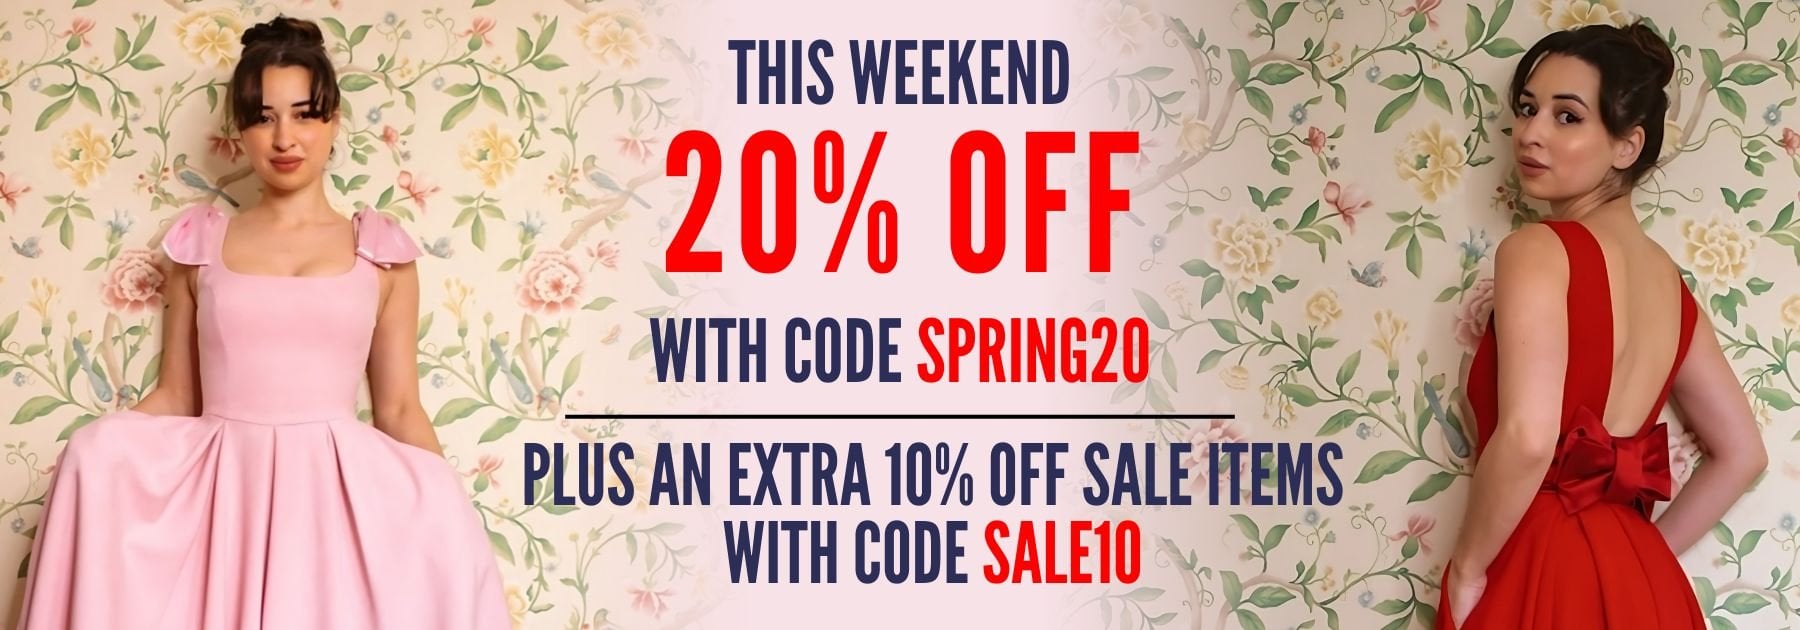 THIS WEEKEND
20% OFF
WITH CODE SPRING20
PLUS AN EXTRA 10% OFF SALE ITEMS
WITH CODE SALE10